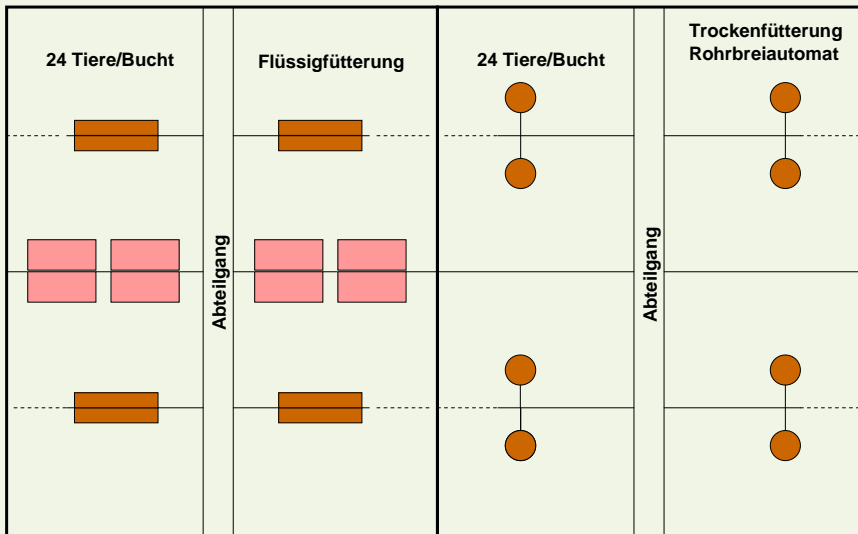 24 Tiere/Bucht
Flüssigfütterung
24 Tiere/Bucht
Trockenfütterung
Rohrbreiautomat
Abteilgang
Abteilgang